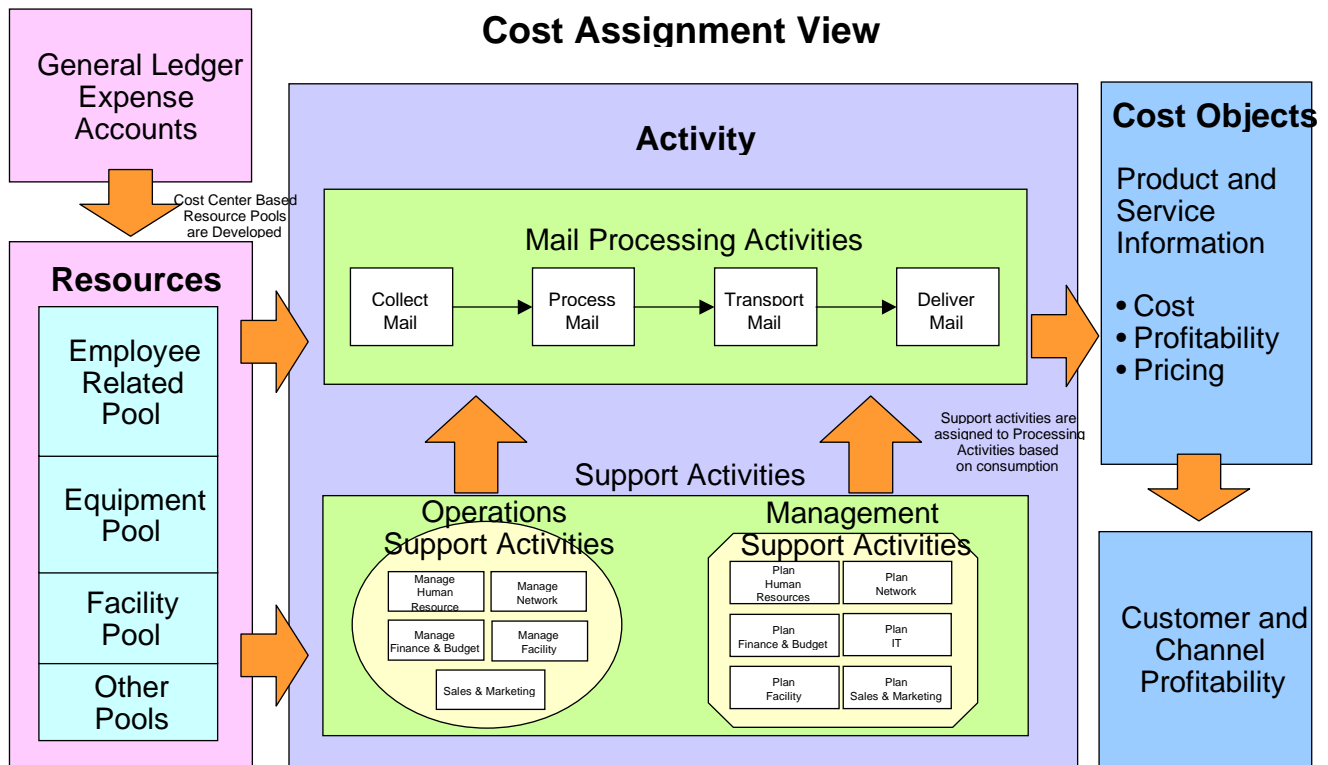 Cost Assignment View
General Ledger
Expense
Accounts
Cost Center Based
Resource Pools
are Developed
Resources
Employee
Related
Pool
Equipment
Pool
Facility
Pool
Other
Pools
Activity
Mail Processing Activities
Collect
Mail
Process
Mail
Transport
Mail
Deliver
Mail
Support activities are
assigned to Processing
Activities based
on consumption
Support Activities
Operations
Support Activities
Manage
Human
Resource
Manage
Network
Manage
Finance & Budget
Manage
Facility
Sales & Marketing
Management
Support Activities
Plan
Human
Resources
Plan
Network
Plan
Finance & Budget
Plan
IT
Plan
Facility
Plan
Sales & Marketing
Cost Objects
Product and
Service
Information
• Cost
• Profitability
• Pricing
Customer and
Channel
Profitability